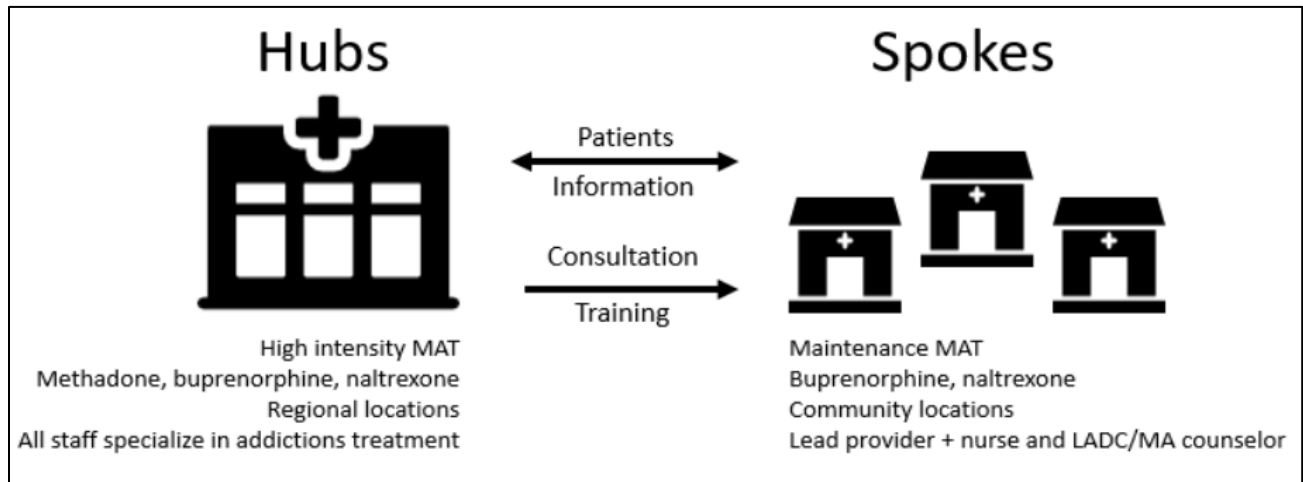 Hubs
Spokes
Patients
Information
Consultation
Training
High intensity MAT
Methadone, buprenorphine, naltrexone
Regional locations
All staff specialize in addictions treatment
Maintenance MAT
Buprenorphine, naltrexone
Community locations
Lead provider + nurse and LADC/MA counselor